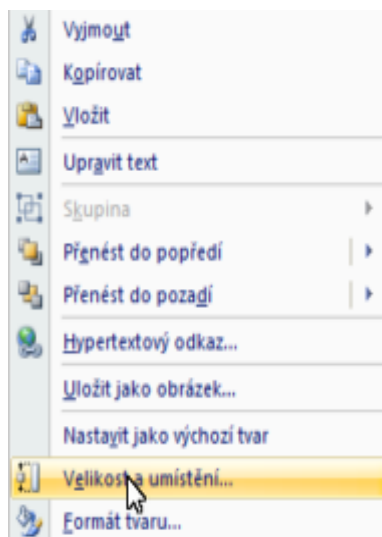 Vyjmout
Kopírovat
Vložit
Upravit text
Skupina
Přenést do popředí
Přenést do pozadí
Hypertextový odkaz...
Uložit jako obrázek...
Nastavit jako výchozí tvar
Velikost a umístění...
Formát tvaru...